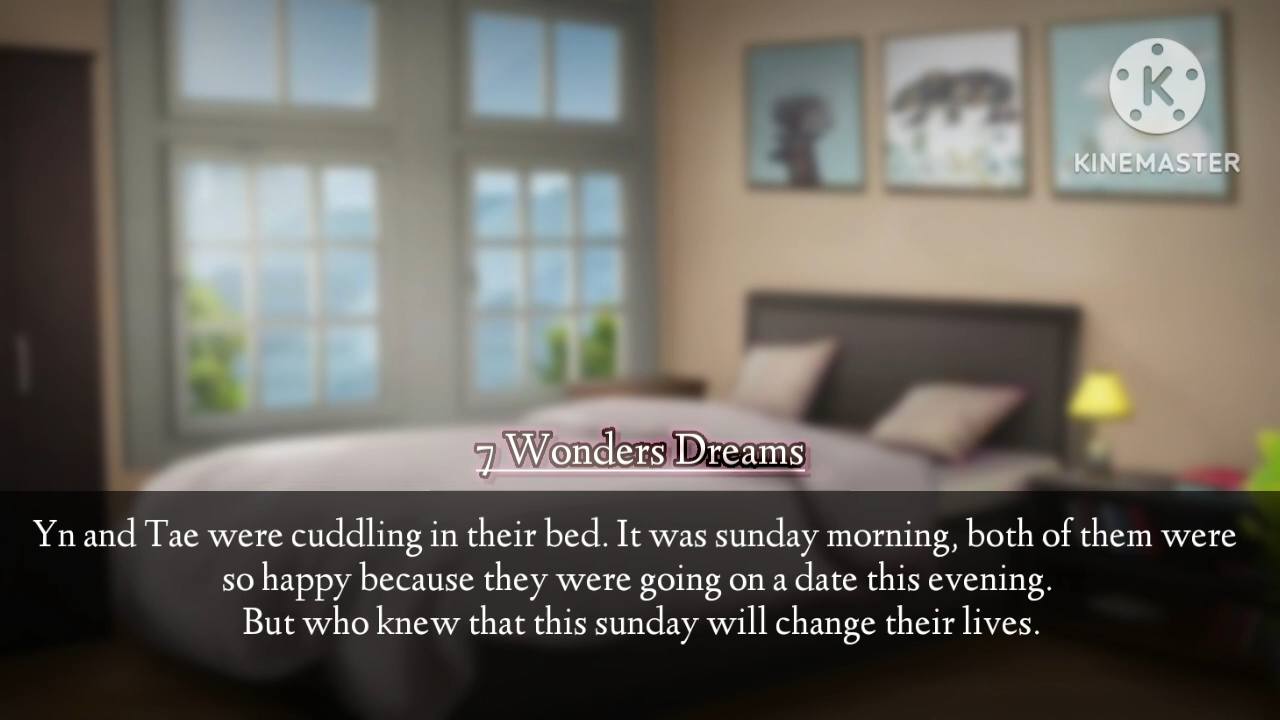 K
KINEMASTER
7 Wonders Dreams
Yn and Tae were cuddling in their bed. It was sunday morning, both of them were
so happy because they were going on a date this evening.
But who knew that this sunday will change their lives.